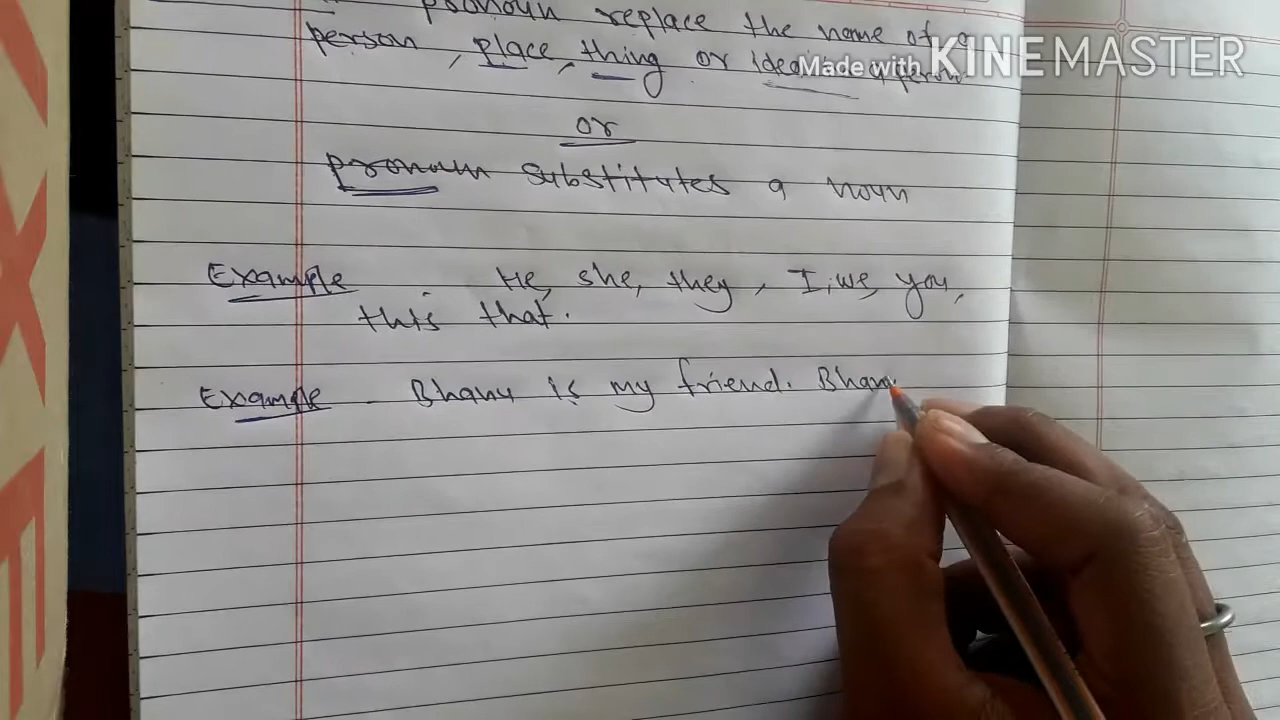 pronoun replace the name of a
person, place, thing or idea
Made with KINEMASTER
or
pronoun substitutes a noun
Example - He, she, they, I, we, you,
this that.
Example - Bhanu is my friend. Bhanu